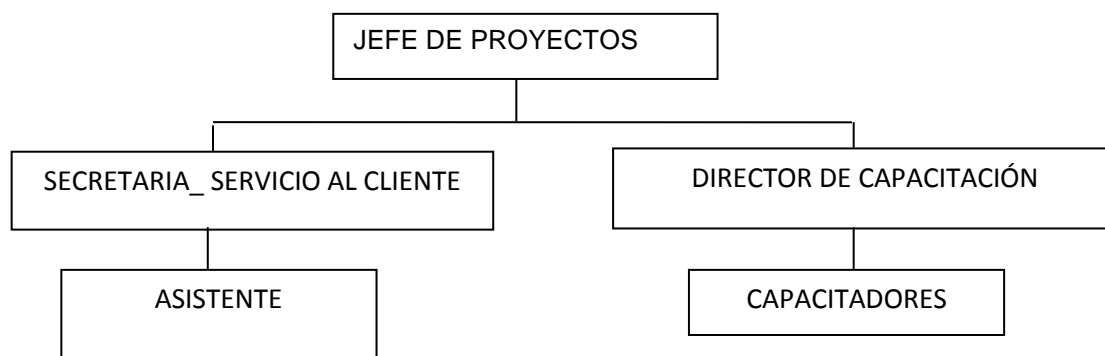 JEFE DE PROYECTOS
SECRETARIA_ SERVICIO AL CLIENTE
DIRECTOR DE CAPACITACIÓN
ASISTENTE
CAPACITADORES